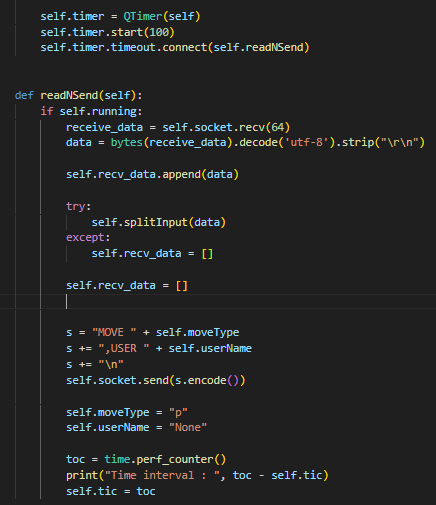 self.timer = QTimer(self)
self.timer.start(100)
self.timer.timeout.connect(self.readNSend)
def readNSend(self):
if self.running:
receive_data = self.socket.recv(64)
data = bytes(receive_data).decode('utf-8').strip("\r\n")
self.recv_data.append(data)
try:
self.splitInput(data)
except:
self.recv_data = []
self.recv_data = []
s = "MOVE " + self.moveType
s += ",USER " + self.userName
s += "\n"
self.socket.send(s.encode())
self.moveType = "p"
self.userName = "None"
toc = time.perf_counter()
print("Time interval : ", toc - self.tic)
self.tic = toc